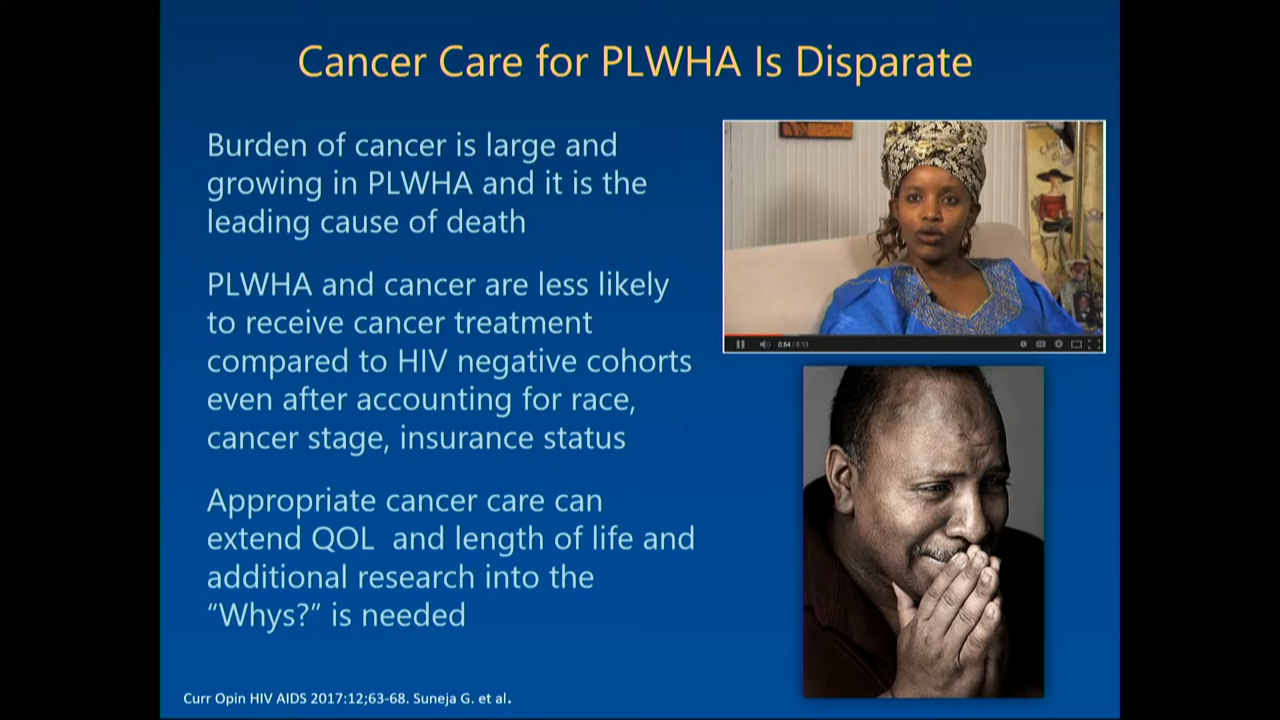 Cancer Care for PLWHA Is Disparate
Burden of cancer is large and
growing in PLWHA and it is the
leading cause of death
PLWHA and cancer are less likely
to receive cancer treatment
compared to HIV negative cohorts
even after accounting for race,
cancer stage, insurance status
Appropriate cancer care can
extend QOL and length of life and
additional research into the
“Whys?” is needed
0:54 / 6:13
Curr Opin HIV AIDS 2017:12;63-68. Suneja G. et al.